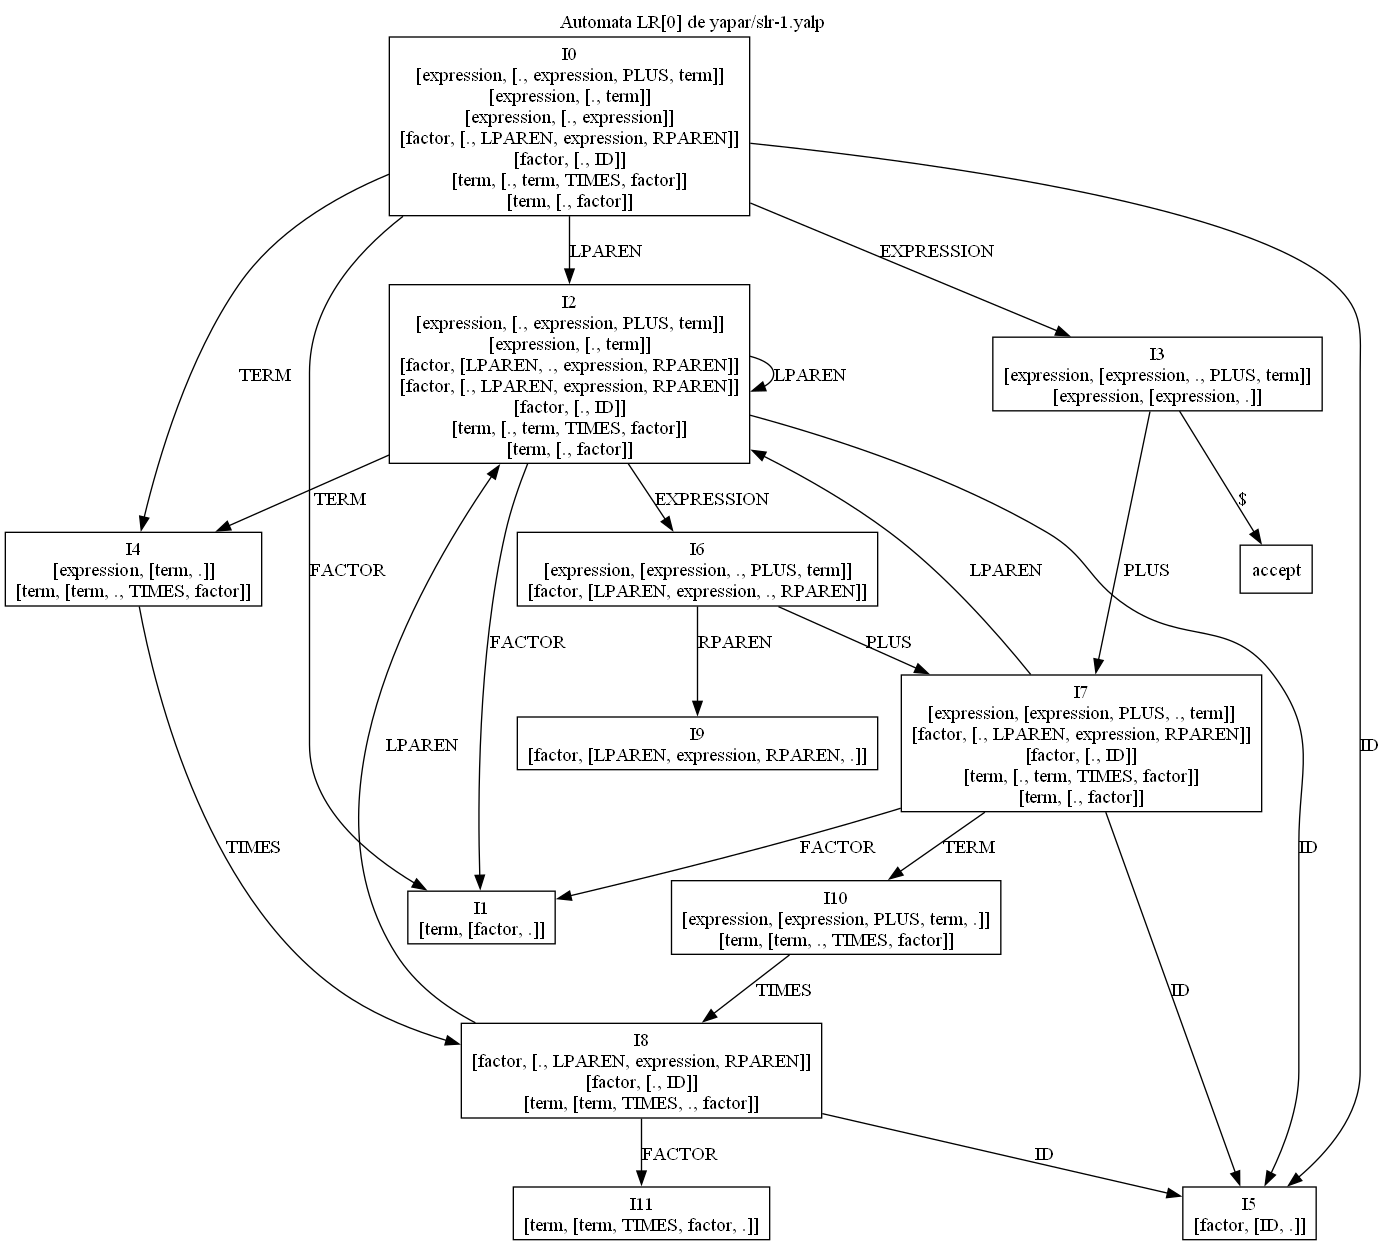 Automata LR[0] de yapar/slr-1.yalp
I0
[expression, [., expression, PLUS, term]]
[expression, [., term]]
[expression, [., expression]]
[factor, [., LPAREN, expression, RPAREN]]
[factor, [., ID]]
[term, [., term, TIMES, factor]]
[term, [., factor]]
LPAREN
EXPRESSION
I2
[expression, [., expression, PLUS, term]]
[expression, [., term]]
[factor, [LPAREN, ., expression, RPAREN]]
[factor, [., LPAREN, expression, RPAREN]]
[factor, [., ID]]
[term, [., term, TIMES, factor]]
[term, [., factor]]
I3
[expression, [expression, ., PLUS, term]]
[expression, [expression, .]]
TERM
LPAREN
TERM
EXPRESSION
$
I4
[expression, [term, .]]
[term, [term, ., TIMES, factor]]
FACTOR
I6
[expression, [expression, ., PLUS, term]]
[factor, [LPAREN, expression, ., RPAREN]]
LPAREN
PLUS
accept
FACTOR
RPAREN
PLUS
I7
[expression, [expression, PLUS, ., term]]
[factor, [., LPAREN, expression, RPAREN]]
[factor, [., ID]]
[term, [., term, TIMES, factor]]
[term, [., factor]]
LPAREN
I9
[factor, [LPAREN, expression, RPAREN, .]]
ID
TIMES
FACTOR
TERM
ID
I1
[term, [factor, .]]
I10
[expression, [expression, PLUS, term, .]]
[term, [term, ., TIMES, factor]]
TIMES
ID
I8
[factor, [., LPAREN, expression, RPAREN]]
[factor, [., ID]]
[term, [term, TIMES, ., factor]]
FACTOR
ID
I11
[term, [term, TIMES, factor, .]]
I5
[factor, [ID, .]]